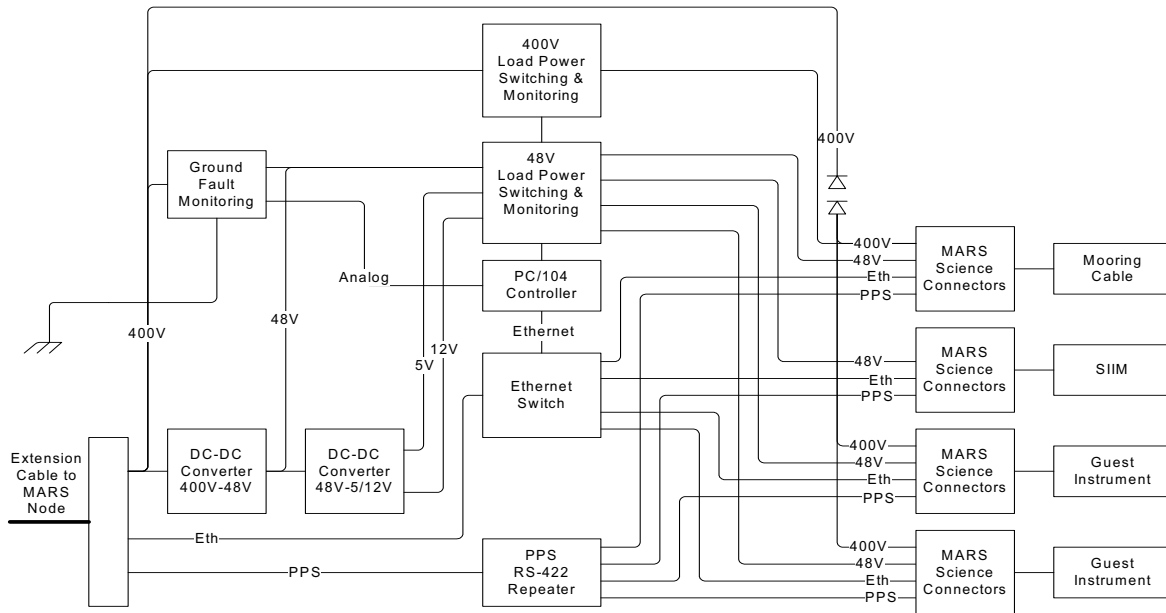 400V
Load Power
Switching &
Monitoring
400V
Ground
Fault
Monitoring
48V
Load Power
Switching &
Monitoring
400V
48V
Eth
PPS
MARS
Science
Connectors
Mooring
Cable
Analog
PC/104
Controller
400V
48V
Ethernet
12V
5V
Ethernet
Switch
48V
Eth
PPS
MARS
Science
Connectors
SIIM
Extension
Cable to
MARS
Node
DC-DC
Converter
400V-48V
DC-DC
Converter
48V-5/12V
400V
48V
Eth
PPS
MARS
Science
Connectors
Guest
Instrument
Eth
PPS
PPS
RS-422
Repeater
400V
48V
Eth
PPS
MARS
Science
Connectors
Guest
Instrument